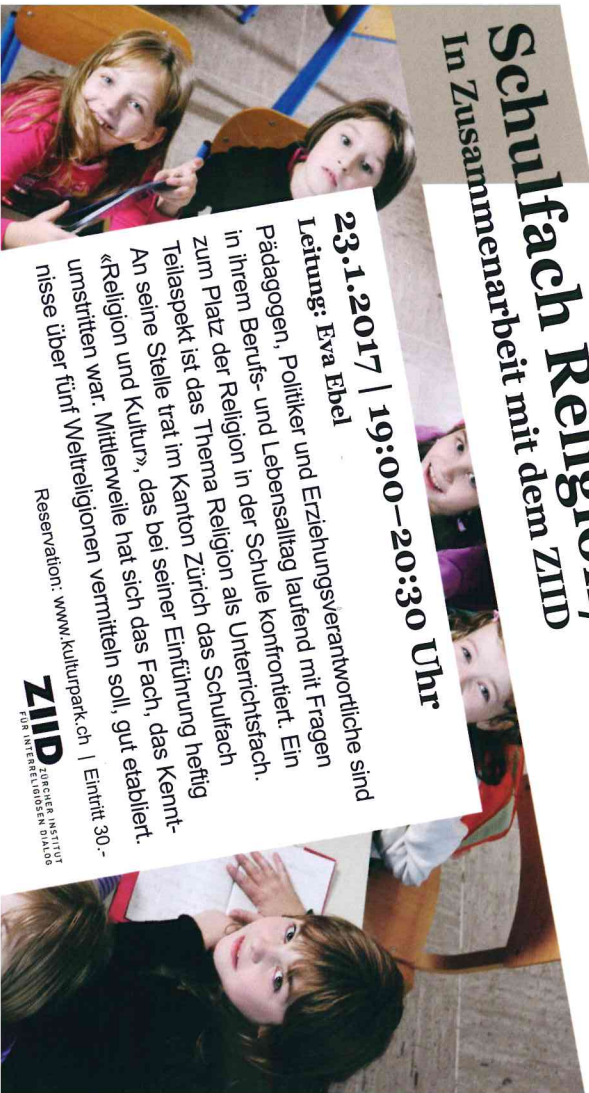 Schulfach
In Zusammenarbeit mit dem ZIID
23.1.2017 | 19:00–20:30 Uhr
Leitung: Eva Ebel
Pädagogen, Politiker und Erziehungsverantwortliche sind
in ihrem Berufs- und Lebensalltag laufend mit Fragen
zum Platz der Religion in der Schule konfrontiert. Ein
Teilaspekt ist das Thema Religion als Unterrichtsfach.
An seine Stelle trat im Kanton Zürich das Schulfach
«Religion und Kultur», das bei seiner Einführung heftig
umstritten war. Mittlerweile hat sich das Fach, das Kennt-
nisse über fünf Weltreligionen vermitteln soll, gut etabliert.
Reservation: www.kulturpark.ch | Eintritt 30.-
ZIID ZÜRCHER INSTITUT
FÜR INTERRELIGIÖSEN DIALOG